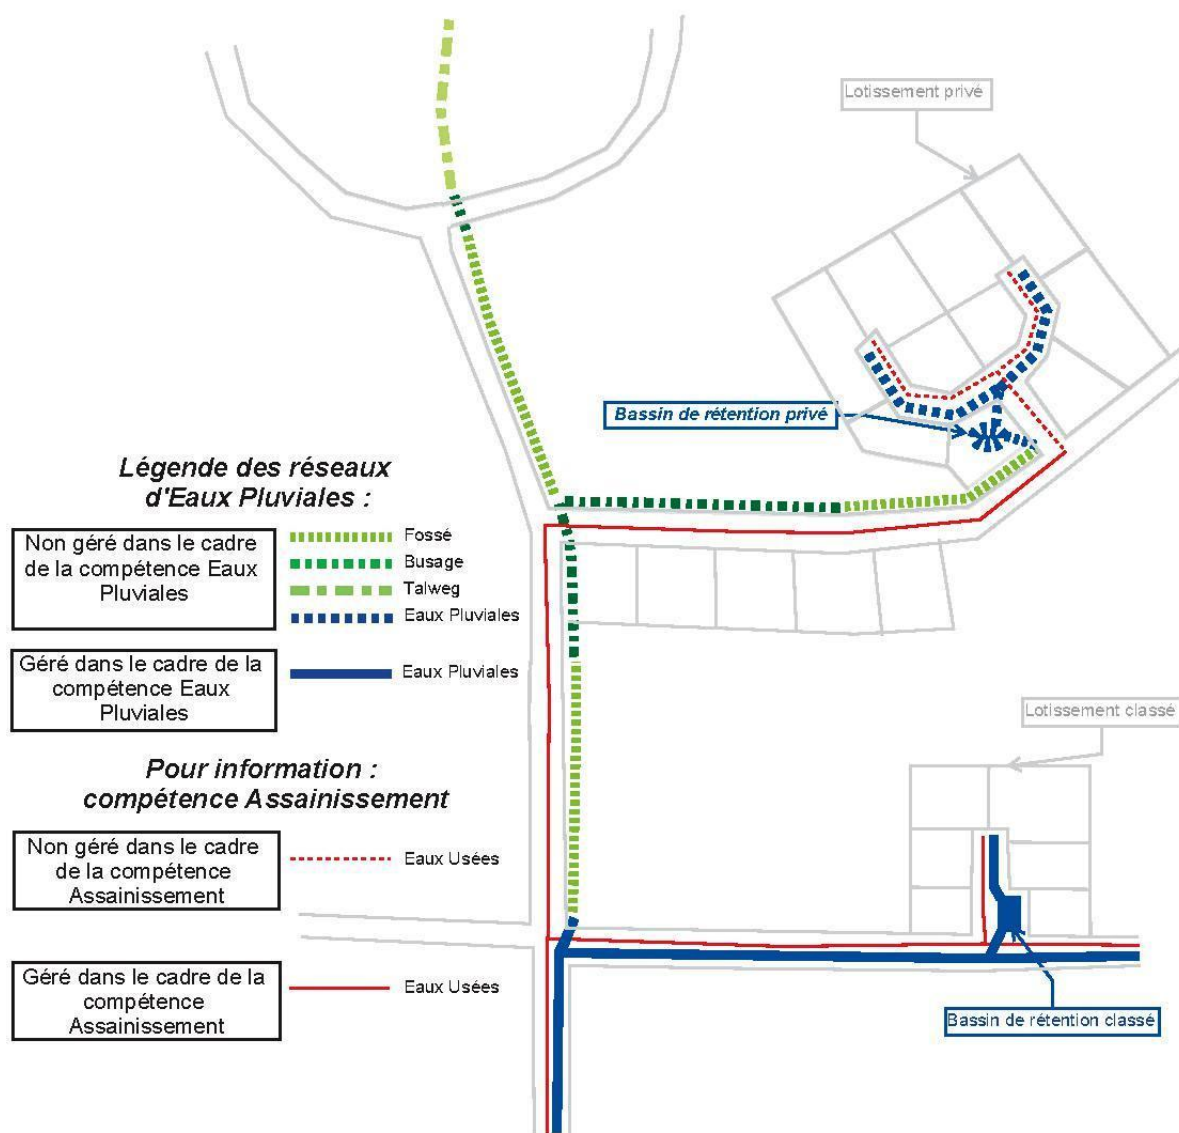 Lotissement privé
Bassin de rétention privé
Légende des réseaux
d'Eaux Pluviales :
Non géré dans le cadre
de la compétence Eaux
Pluviales
Fossé
Busage
Talweg
Eaux Pluviales
Géré dans le cadre de la
compétence Eaux
Pluviales
Eaux Pluviales
Lotissement classé
Pour information :
compétence Assainissement
Non géré dans le cadre
de la compétence
Assainissement
Eaux Usées
Géré dans le cadre de la
compétence
Assainissement
Eaux Usées
Bassin de rétention classé